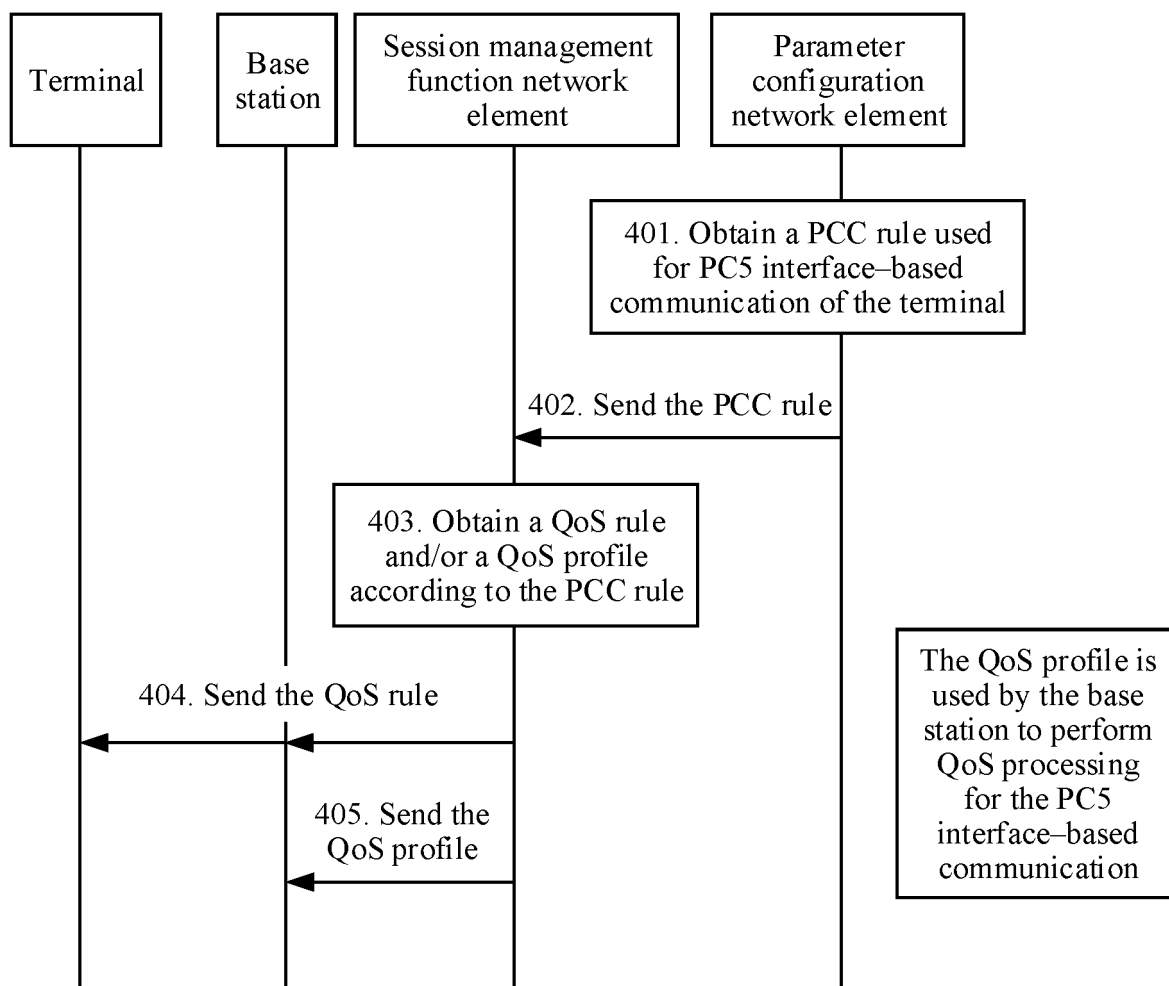 Terminal
Base
station
Session management
function network
element
Parameter
configuration
network element
401. Obtain a PCC rule used
for PC5 interface–based
communication of the terminal
402. Send the PCC rule
403. Obtain a QoS rule
and/or a QoS profile
according to the PCC rule
404. Send the QoS rule
405. Send the
QoS profile
The QoS profile is
used by the base
station to perform
QoS processing
for the PC5
interface–based
communication